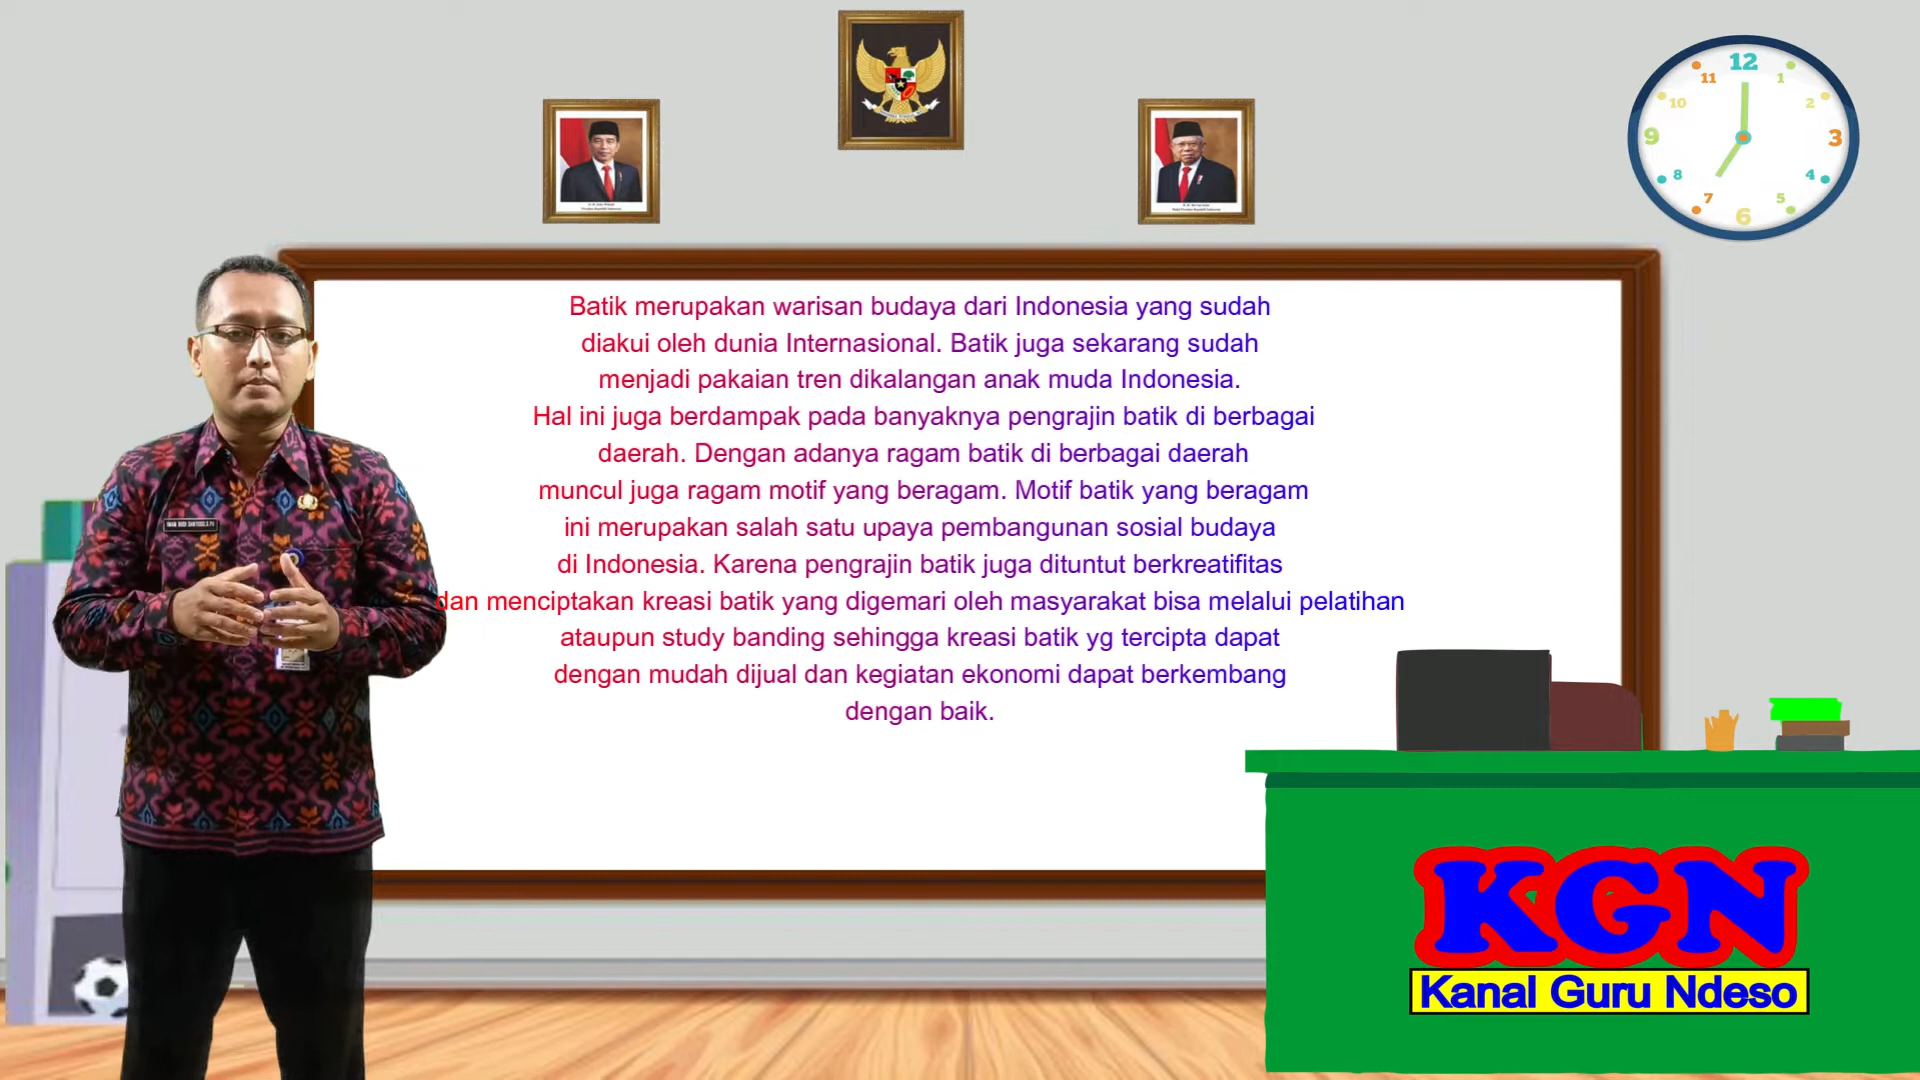 12
11
1
10
2
9
3
8
4
7
5
6
Batik merupakan warisan budaya dari Indonesia yang sudah
diakui oleh dunia Internasional. Batik juga sekarang sudah
menjadi pakaian tren dikalangan anak muda Indonesia.
Hal ini juga berdampak pada banyaknya pengrajin batik di berbagai
daerah. Dengan adanya ragam batik di berbagai daerah
muncul juga ragam motif yang beragam. Motif batik yang beragam
ini merupakan salah satu upaya pembangunan sosial budaya
di Indonesia. Karena pengrajin batik juga dituntut berkreatifitas
dan menciptakan kreasi batik yang digemari oleh masyarakat bisa melalui pelatihan
ataupun study banding sehingga kreasi batik yg tercipta dapat
dengan mudah dijual dan kegiatan ekonomi dapat berkembang
dengan baik.
KGN
Kanal Guru Ndeso